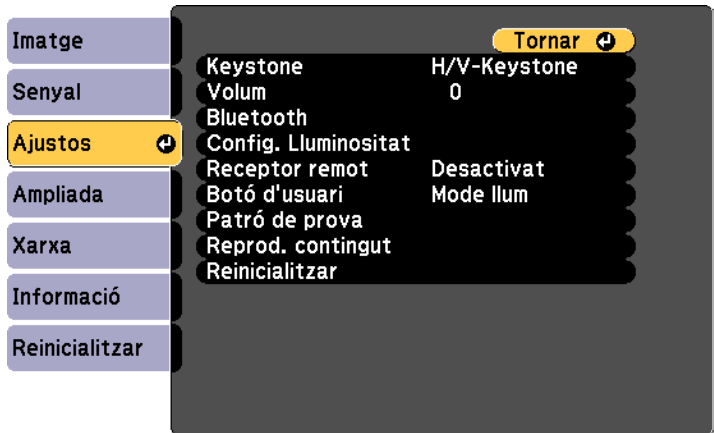 Imatge
Senyal
Ajustos
Ampliada
Xarxa
Informació
Reinicialitzar
Tornar
Keystone H/V-Keystone
Volum 0
Bluetooth
Config. Lluminositat
Receptor remot Desactivat
Botó d'usuari Mode llum
Patró de prova
Reprod. contingut
Reinicialitzar